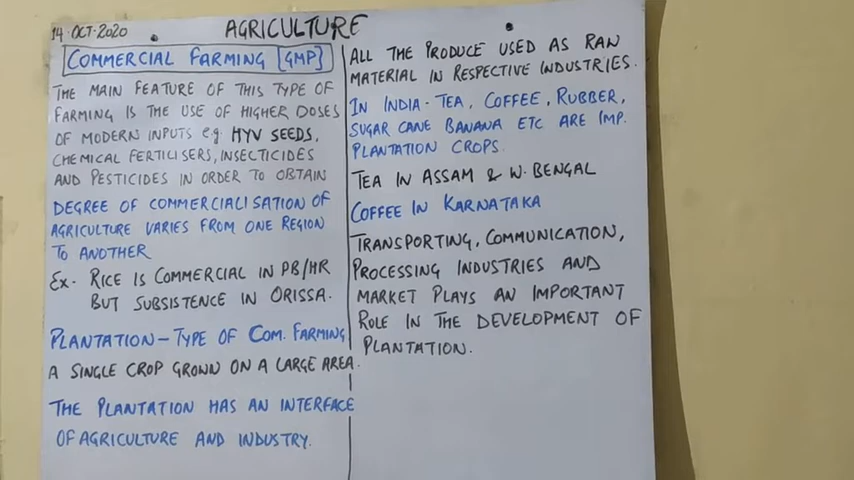 14.OCT.2020
AGRICULTURE
COMMERCIAL FARMING [GMP]
THE MAIN FEATURE OF THIS TYPE OF
FARMING IS THE USE OF HIGHER DOSES
OF MODERN INPUTS eg. HYV SEEDS,
CHEMICAL FERTILISERS, INSECTICIDES
AND PESTICIDES IN ORDER TO OBTAIN
DEGREE OF COMMERCIALISATION OF
AGRICULTURE VARIES FROM ONE REGION
TO ANOTHER
Ex- RICE IS COMMERCIAL IN PB/HR
BUT SUBSISTENCE IN ORISSA.
PLANTATION - TYPE OF COM. FARMING
A SINGLE CROP GROWN ON A LARGE AREA.
THE PLANTATION HAS AN INTERFACE
OF AGRICULTURE AND INDUSTRY.
ALL THE PRODUCE USED AS RAW
MATERIAL IN RESPECTIVE INDUSTRIES.
IN INDIA - TEA, COFFEE, RUBBER,
SUGAR CANE BANANA ETC ARE IMP.
PLANTATION CROPS.
TEA IN ASSAM & W. BENGAL
COFFEE IN KARNATAKA
TRANSPORTING, COMMUNICATION,
PROCESSING INDUSTRIES AND
MARKET PLAYS AN IMPORTANT
ROLE IN THE DEVELOPMENT OF
PLANTATION.